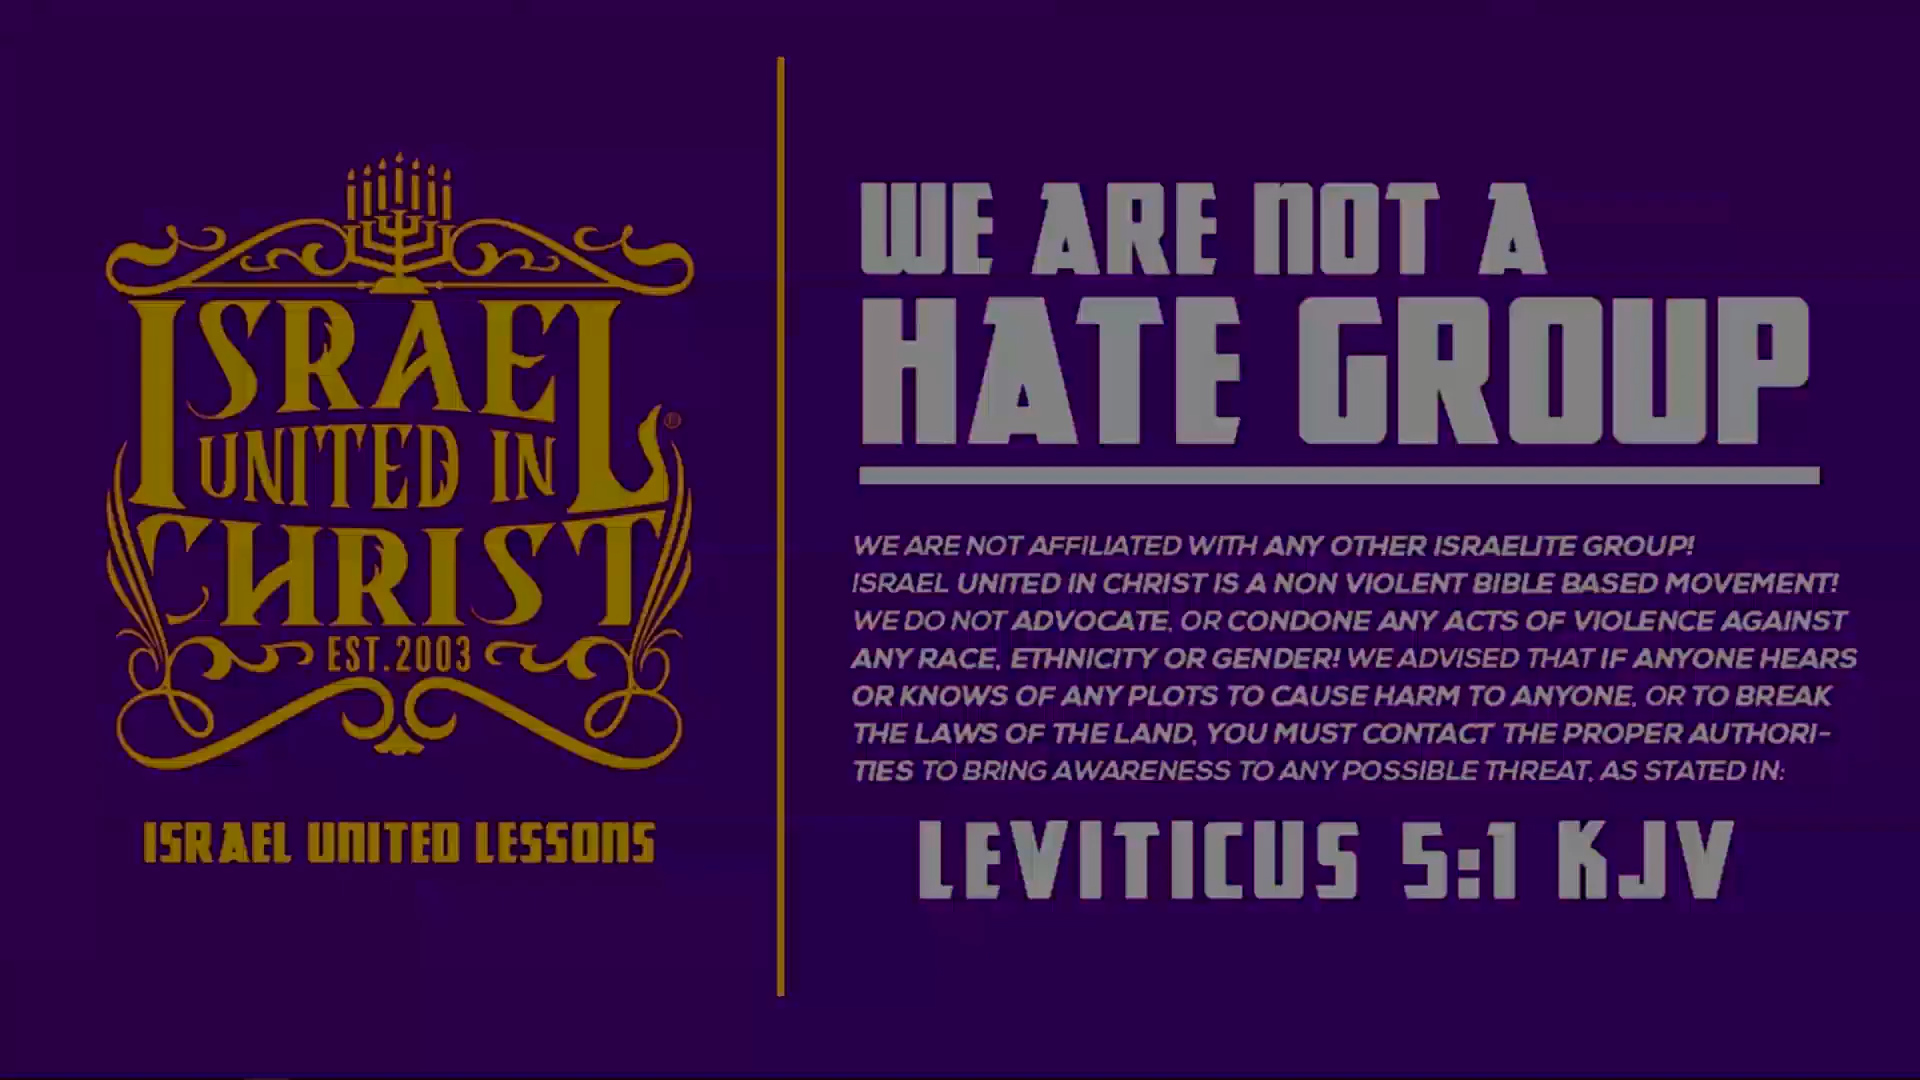 ISRAEL
UNITED IN
CHRIST
®
EST.2003
ISRAEL UNITED LESSONS
WE ARE NOT A
HATE GROUP
WE ARE NOT AFFILIATED WITH ANY OTHER ISRAELITE GROUP!
ISRAEL UNITED IN CHRIST IS A NON VIOLENT BIBLE BASED MOVEMENT!
WE DO NOT ADVOCATE, OR CONDONE ANY ACTS OF VIOLENCE AGAINST
ANY RACE, ETHNICITY OR GENDER! WE ADVISED THAT IF ANYONE HEARS
OR KNOWS OF ANY PLOTS TO CAUSE HARM TO ANYONE, OR TO BREAK
THE LAWS OF THE LAND, YOU MUST CONTACT THE PROPER AUTHORI-
TIES TO BRING AWARENESS TO ANY POSSIBLE THREAT, AS STATED IN:
LEVITICUS 5:1 KJV